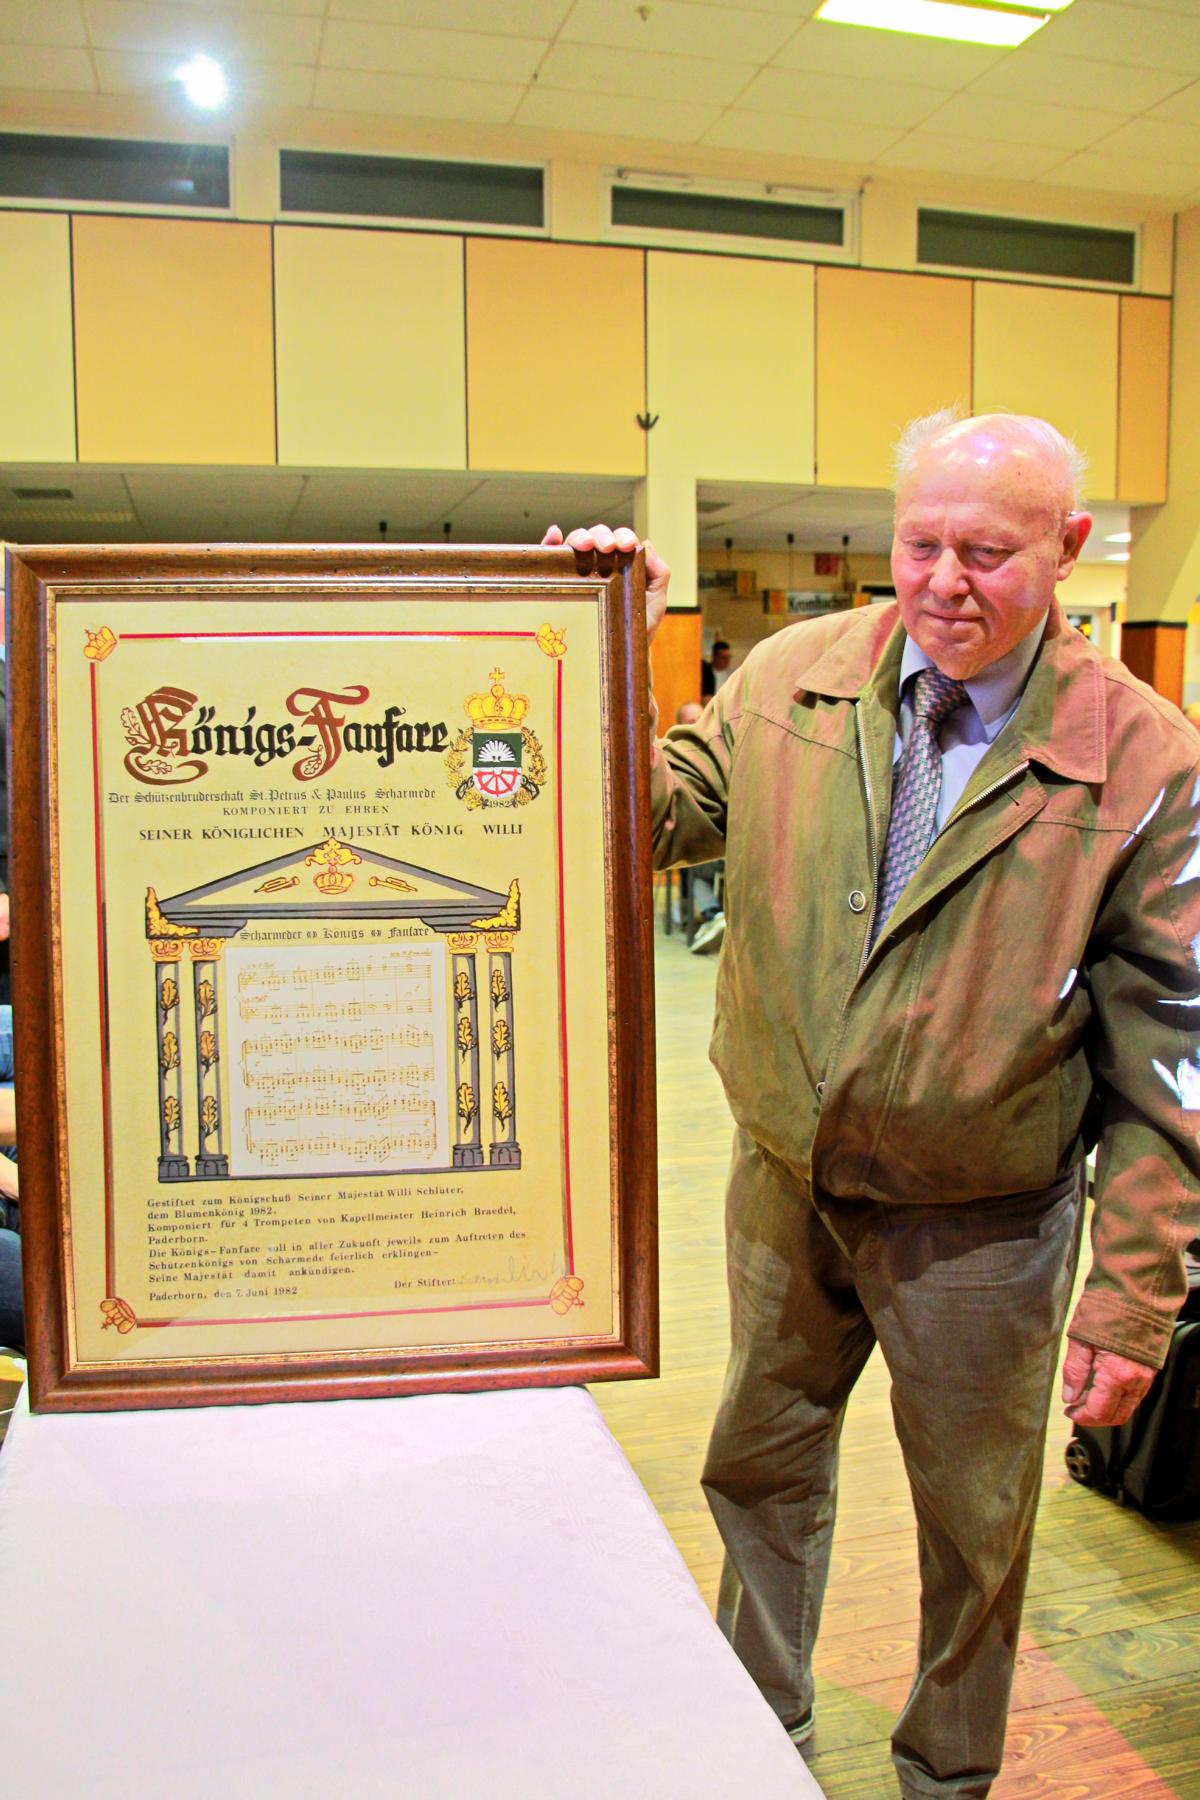 Krombacher
Königs-Fanfare
Der Schützenbruderschaft St. Petrus & Paulus Scharmede
KOMPONIERT ZU EHREN
1982
SEINER KÖNIGLICHEN MAJESTÄT KÖNIG WILLI
Scharmeder Königs Fanfare
Gestiftet zum Königschuß Seiner Majestät Willi Schlüter,
dem Blumenkönig 1982.
Komponiert für 4 Trompeten von Kapellmeister Heinrich Braedel,
Paderborn.
Die Königs-Fanfare soll in aller Zukunft jeweils zum Auftreten des
Schützenkönigs von Scharmede feierlich erklingen-
Seine Majestät damit ankündigen.
Der Stifter:
Paderborn, den 7. Juni 1982